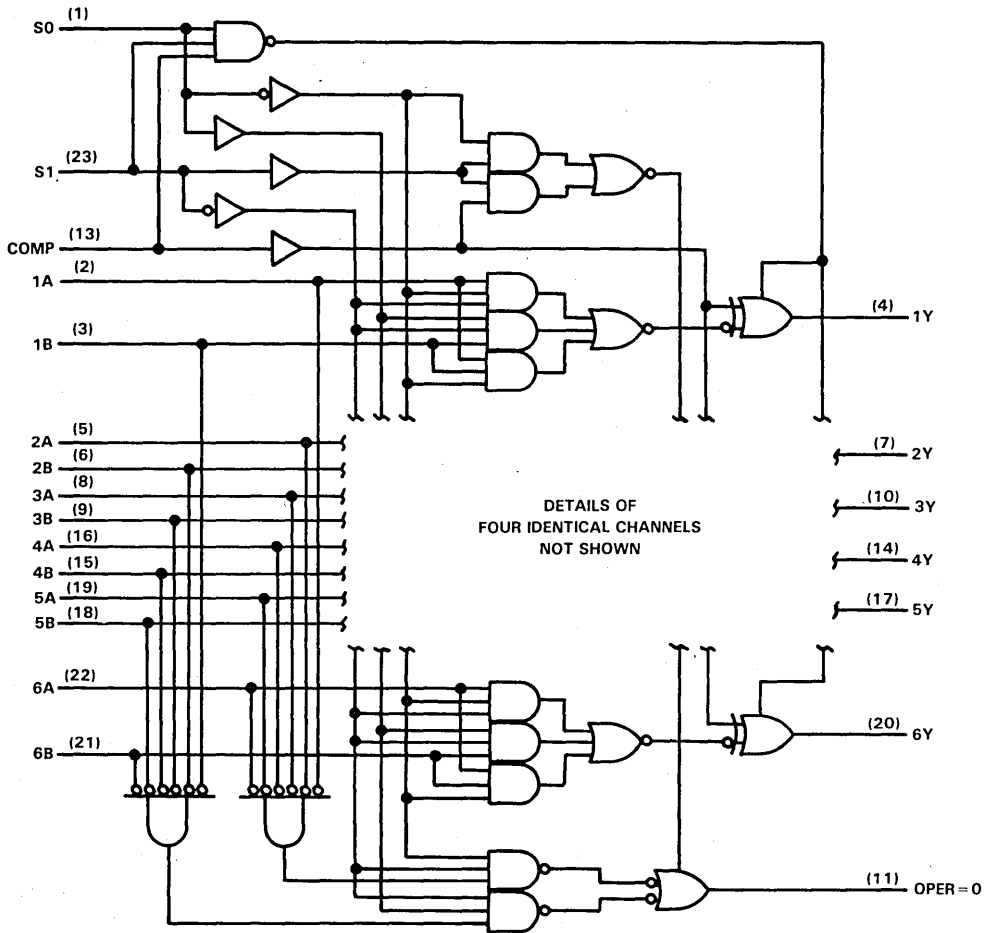 S0 (1)
S1 (23)
COMP (13)
1A (2)
(4) 1Y
1B (3)
2A (5)
(7) 2Y
2B (6)
3A (8)
DETAILS OF
FOUR IDENTICAL CHANNELS
NOT SHOWN
(10) 3Y
3B (9)
4A (16)
(14) 4Y
4B (15)
5A (19)
(17) 5Y
5B (18)
6A (22)
(20) 6Y
6B (21)
(11) OPER = 0